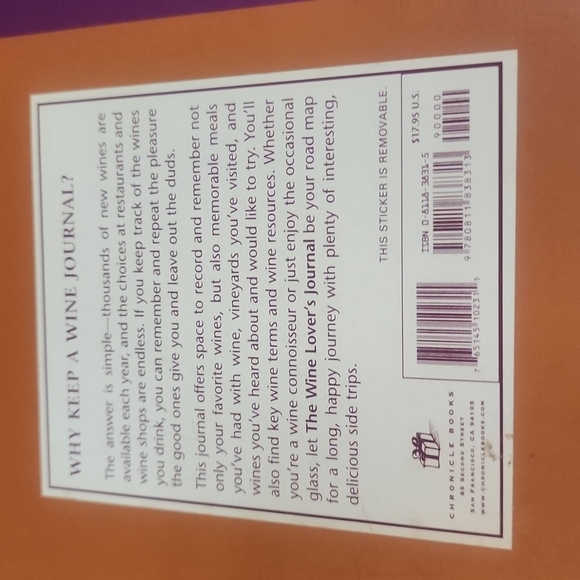 WHY KEEP A WINE JOURNAL?
The answer is simple—thousands of new wines are
available each year, and the choices at restaurants and
wine shops are endless. If you keep track of the wines
you drink, you can remember and repeat the pleasure
the good ones give you and leave out the duds.
This journal offers space to record and remember not
only your favorite wines, but also memorable meals
you've had with wine, vineyards you've visited, and
wines you've heard about and would like to try. You'll
also find key wine terms and wine resources. Whether
you're a wine connoisseur or just enjoy the occasional
glass, let The Wine Lover's Journal be your road map
for a long, happy journey with plenty of interesting,
delicious side trips.
THIS STICKER IS REMOVABLE.
CHRONICLE BOOKS
85 SECOND STREET
SAN FRANCISCO, CA 94105
WWW.CHRONICLEBOOKS.COM
$17.95 U.S.
ISBN 0-8118-3831-5
90000
9 780811 838313